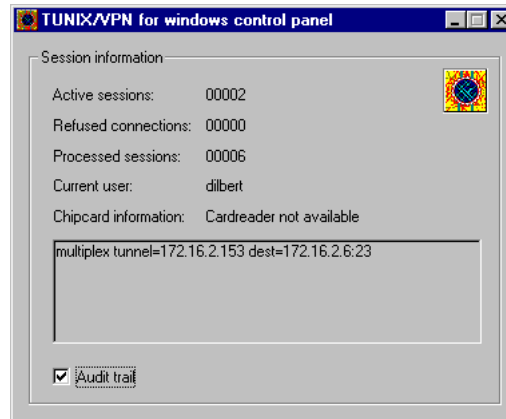 TUNIX/VPN for windows control panel
Session information
Active sessions: 00002
Refused connections: 00000
Processed sessions: 00006
Current user: dilbert
Chipcard information: Cardreader not available
multiplex tunnel=172.16.2.153 dest=172.16.2.6:23
Audit trail